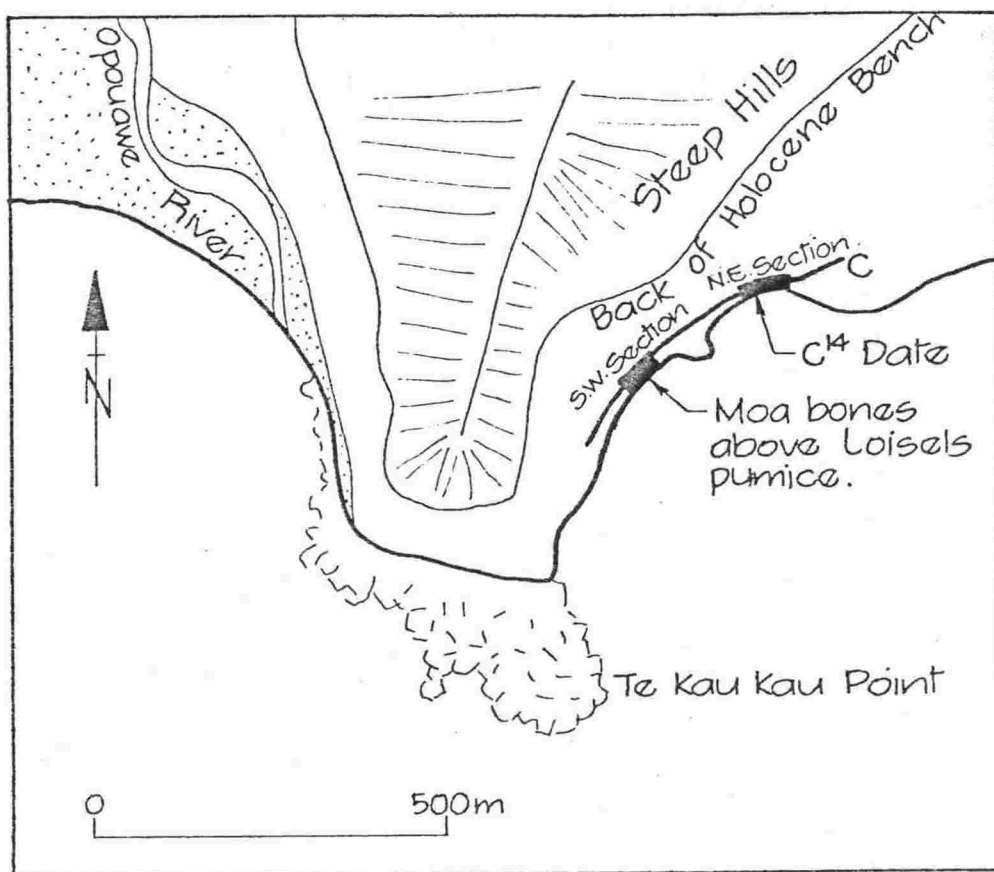 Opouawe
River
Steep Hills
Back of Holocene Bench
N.E. Section
S.W. Section
C
C14 Date
Moa bones
above Loisels
pumice.
N
Te Kau Kau Point
0 500m